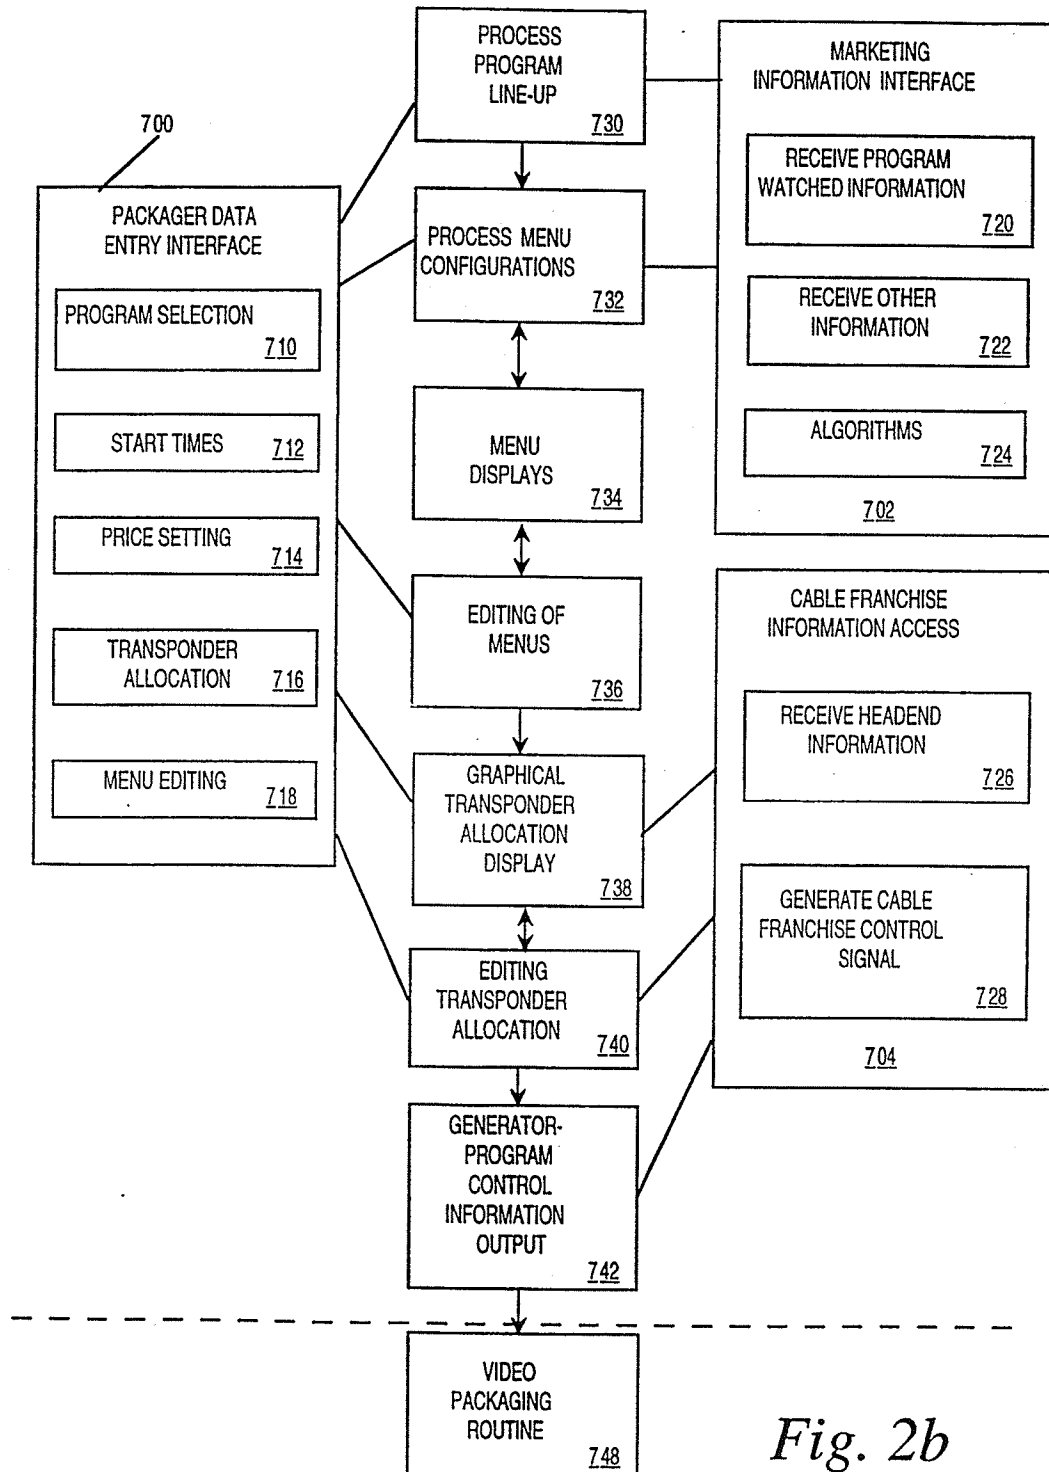 PROCESS
PROGRAM
LINE-UP
730
MARKETING
INFORMATION INTERFACE
RECEIVE PROGRAM
WATCHED INFORMATION
720
RECEIVE OTHER
INFORMATION
722
ALGORITHMS
724
702
700
PACKAGER DATA
ENTRY INTERFACE
PROGRAM SELECTION
710
START TIMES
712
PRICE SETTING
714
TRANSPONDER
ALLOCATION
716
MENU EDITING
718
PROCESS MENU
CONFIGURATIONS
732
MENU
DISPLAYS
734
EDITING OF
MENUS
736
GRAPHICAL
TRANSPONDER
ALLOCATION
DISPLAY
738
EDITING
TRANSPONDER
ALLOCATION
740
GENERATOR-
PROGRAM
CONTROL
INFORMATION
OUTPUT
742
CABLE FRANCHISE
INFORMATION ACCESS
RECEIVE HEADEND
INFORMATION
726
GENERATE CABLE
FRANCHISE CONTROL
SIGNAL
728
704
VIDEO
PACKAGING
ROUTINE
748
Fig. 2b